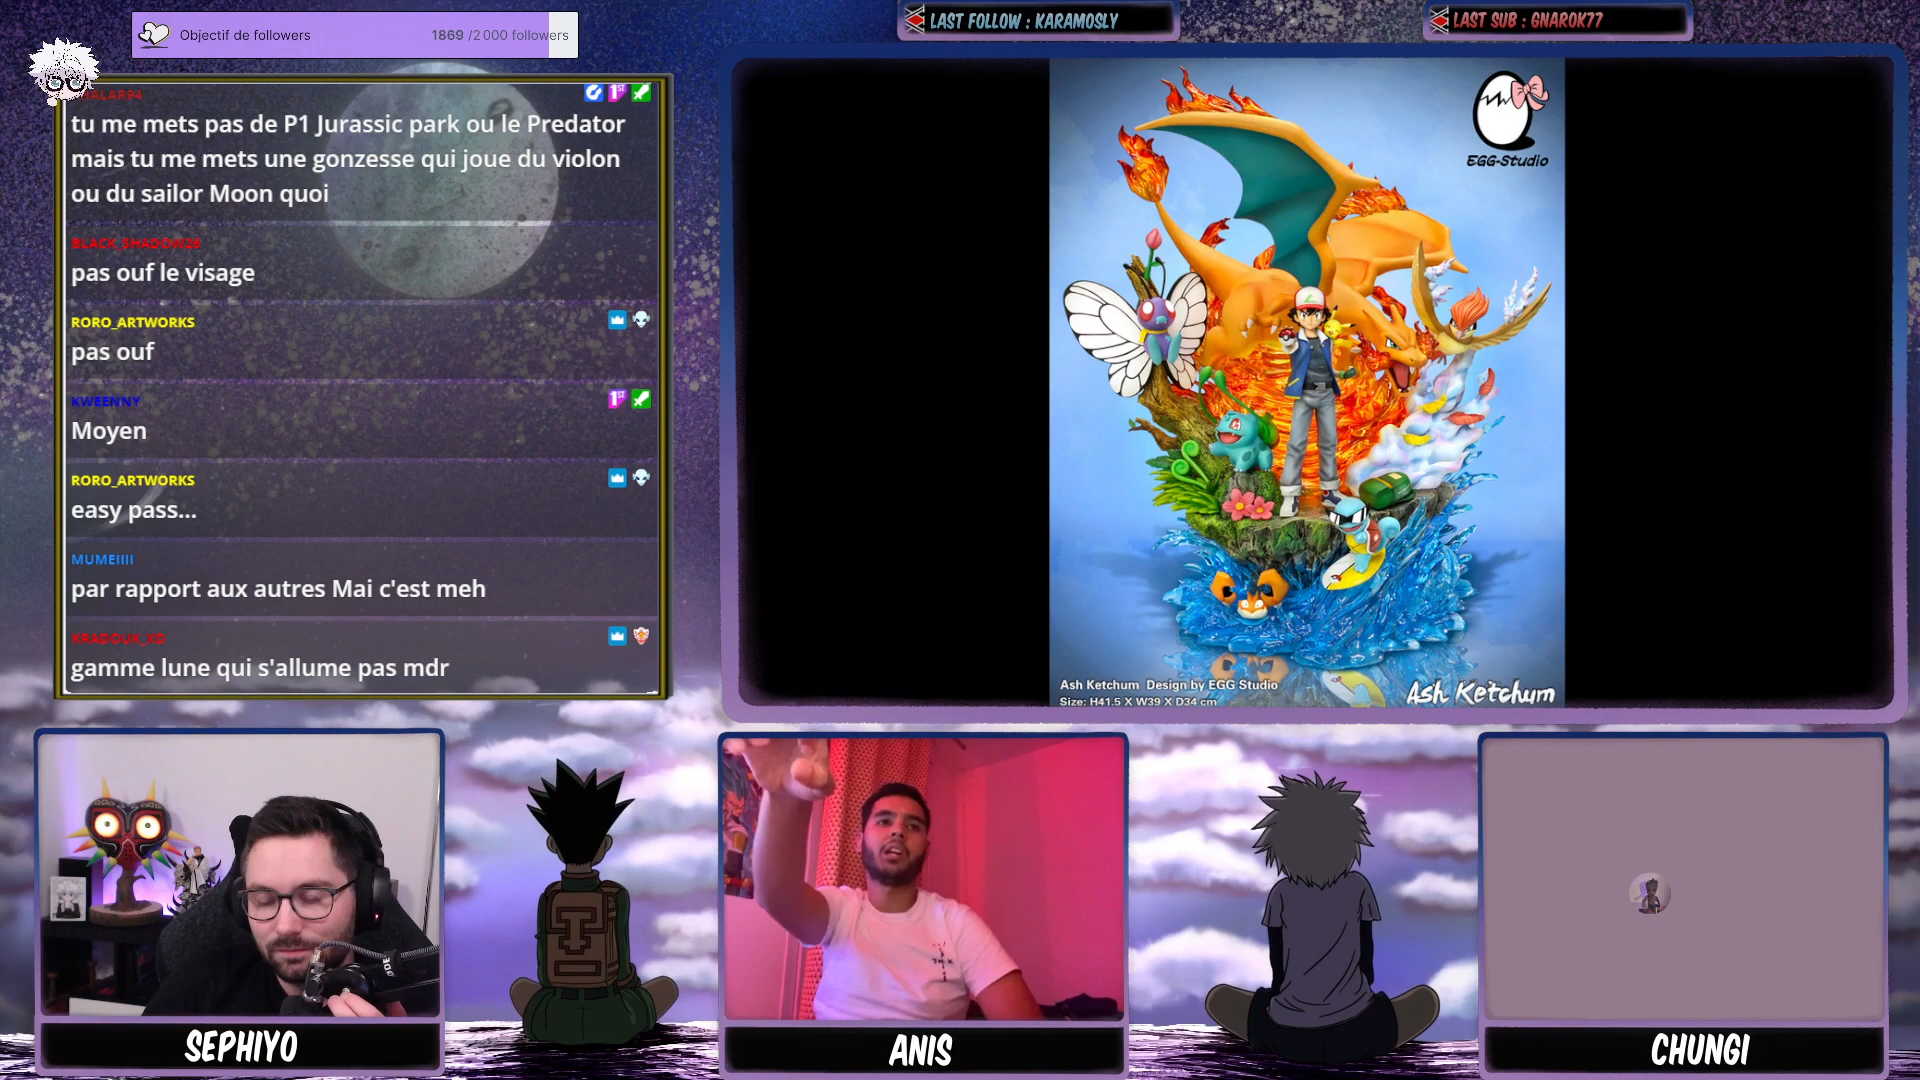 Objectif de followers
1869 /2 000 followers
LAST FOLLOW : KARAMOSLY
LAST SUB : GNAROK77
tu me mets pas de P1 Jurassic park ou le Predator
mais tu me mets une gonzesse qui joue du violon
ou du sailor Moon quoi
BLACK_SHADOW26
pas ouf le visage
RORO_ARTWORKS
pas ouf
KWEENNY
Moyen
RORO_ARTWORKS
easy pass...
MUMEIIII
par rapport aux autres Mai c'est meh
KRADOUK_XD
gamme lune qui s'allume pas mdr
EGG-Studio
Ash Ketchum Design by EGG Studio
Size: H41.5 X W39 X D34 cm
Ash Ketchum
SEPHIYO
ANIS
CHUNGI